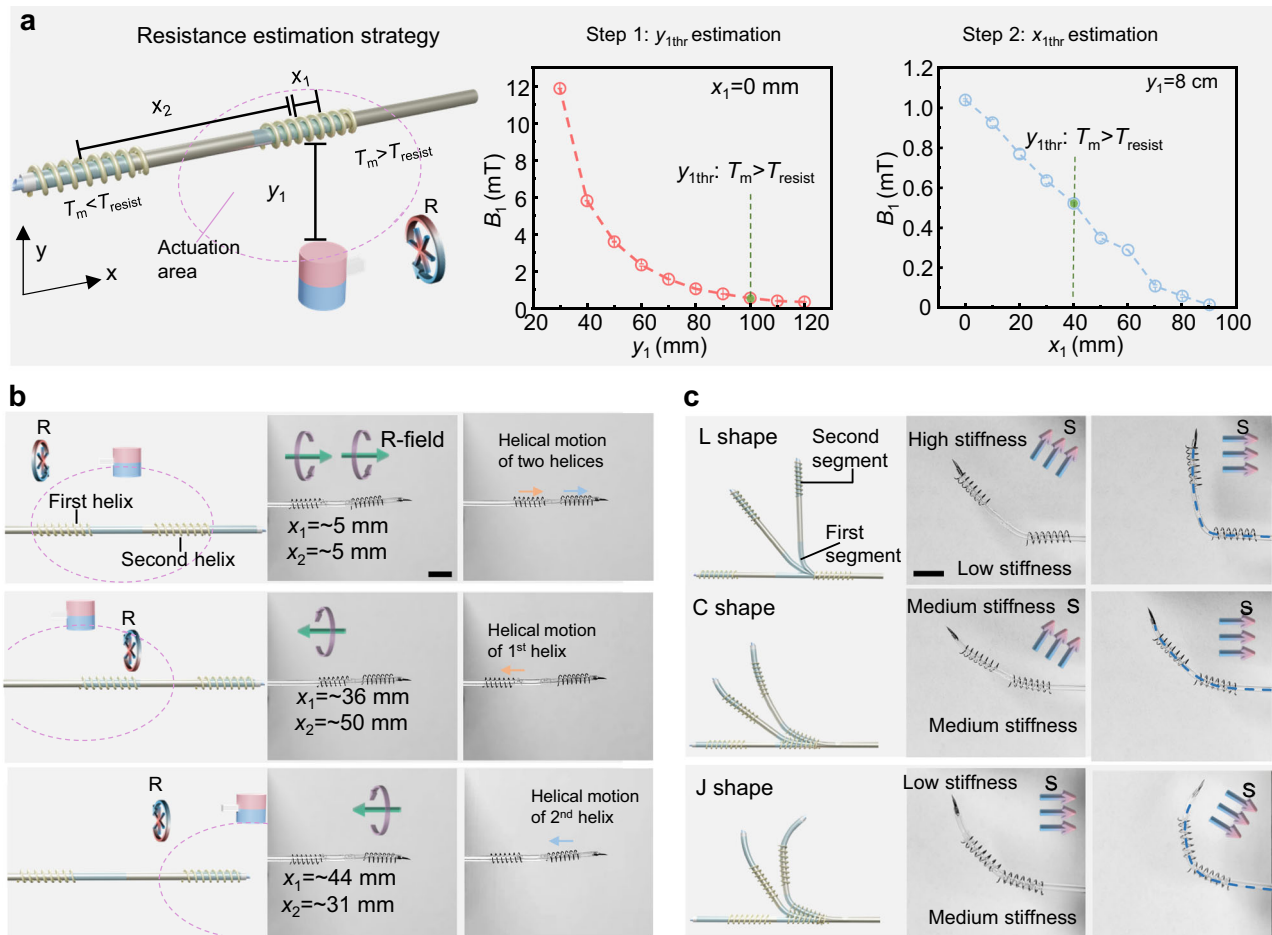 a
Resistance estimation strategy
x1
x2
Tm>Tresist
y1
Tm<Tresist
R
Actuation
area
y
x
Step 1: y1thr estimation
x1=0 mm
y1thr: Tm>Tresist
B1 (mT)
12
10
8
6
4
2
0
20 40 60 80 100 120
y1 (mm)
Step 2: x1thr estimation
y1=8 cm
y1thr: Tm>Tresist
B1 (mT)
1.2
1.0
0.8
0.6
0.4
0.2
0
0 20 40 60 80 100
x1 (mm)
b
R
First helix
Second helix
R-field
x1=~5 mm
x2=~5 mm
Helical motion
of two helices
R
x1=~36 mm
x2=~50 mm
Helical motion
of 1st helix
R
x1=~44 mm
x2=~31 mm
Helical motion
of 2nd helix
c
L shape
Second
segment
First
segment
High stiffness
S
Low stiffness
S
C shape
Medium stiffness
S
Medium stiffness
S
J shape
Low stiffness
S
Medium stiffness
S